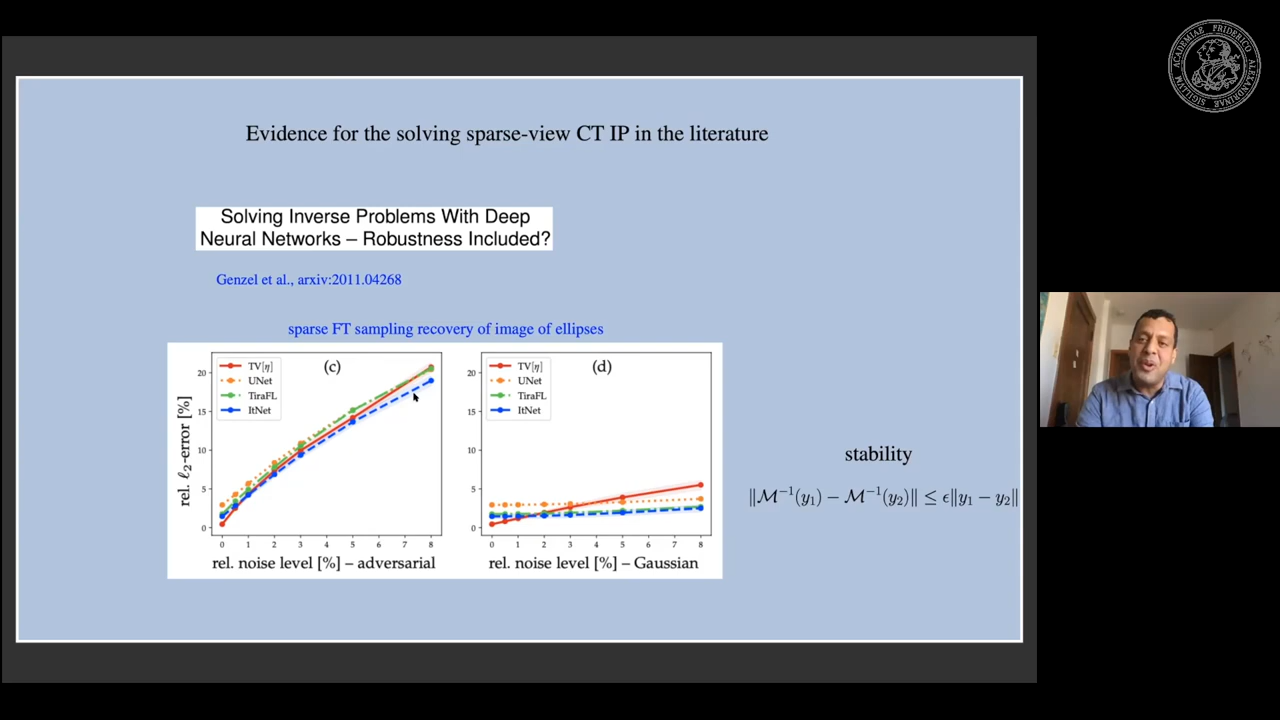 ACADEMIAE FRIDERICO ALEXANDRINAE SIGILLVM
Evidence for the solving sparse-view CT IP in the literature
Solving Inverse Problems With Deep
Neural Networks – Robustness Included?
Genzel et al., arxiv:2011.04268
sparse FT sampling recovery of image of ellipses
TV[η]
UNet
TiraFL
ItNet
(c)
20
15
10
5
0
rel. ℓ₂-error [%]
0 1 2 3 4 5 6 7 8
rel. noise level [%] – adversarial
TV[η]
UNet
TiraFL
ItNet
(d)
20
15
10
5
0
0 1 2 3 4 5 6 7 8
rel. noise level [%] – Gaussian
stability
‖ℳ⁻¹(y₁) − ℳ⁻¹(y₂)‖ ≤ ϵ‖y₁ − y₂‖